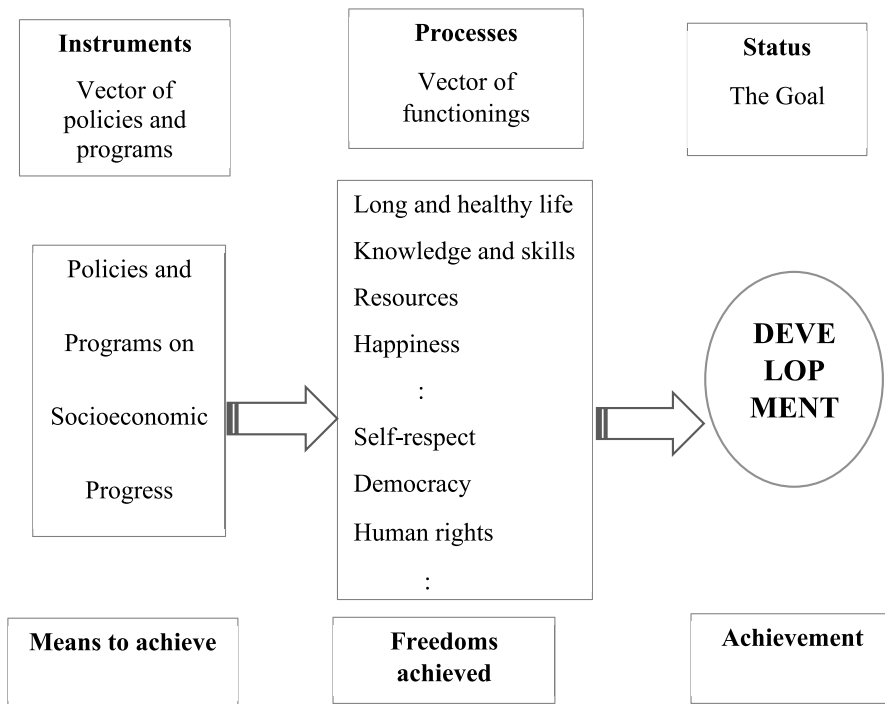 Instruments
Vector of
policies and
programs
Processes
Vector of
functionings
Status
The Goal
Policies and
Programs on
Socioeconomic
Progress
Long and healthy life
Knowledge and skills
Resources
Happiness
:
Self-respect
Democracy
Human rights
:
DEVE
LOP
MENT
Means to achieve
Freedoms
achieved
Achievement